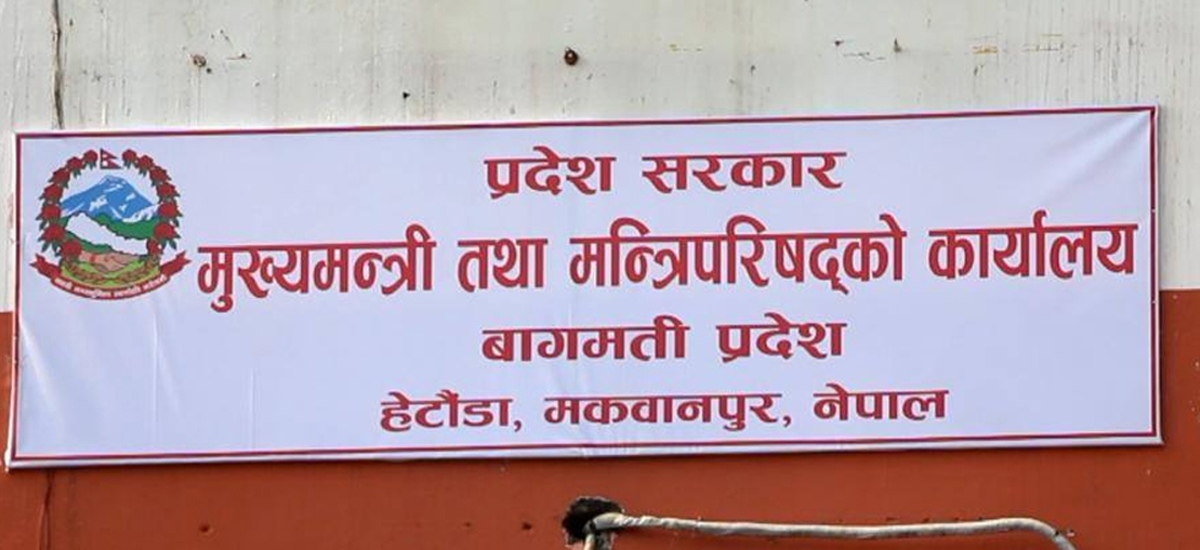 प्रदेश सरकार
मुख्यमन्त्री तथा मन्त्रिपरिषद्को कार्यालय
बागमती प्रदेश
हेटौंडा, मकवानपुर, नेपाल